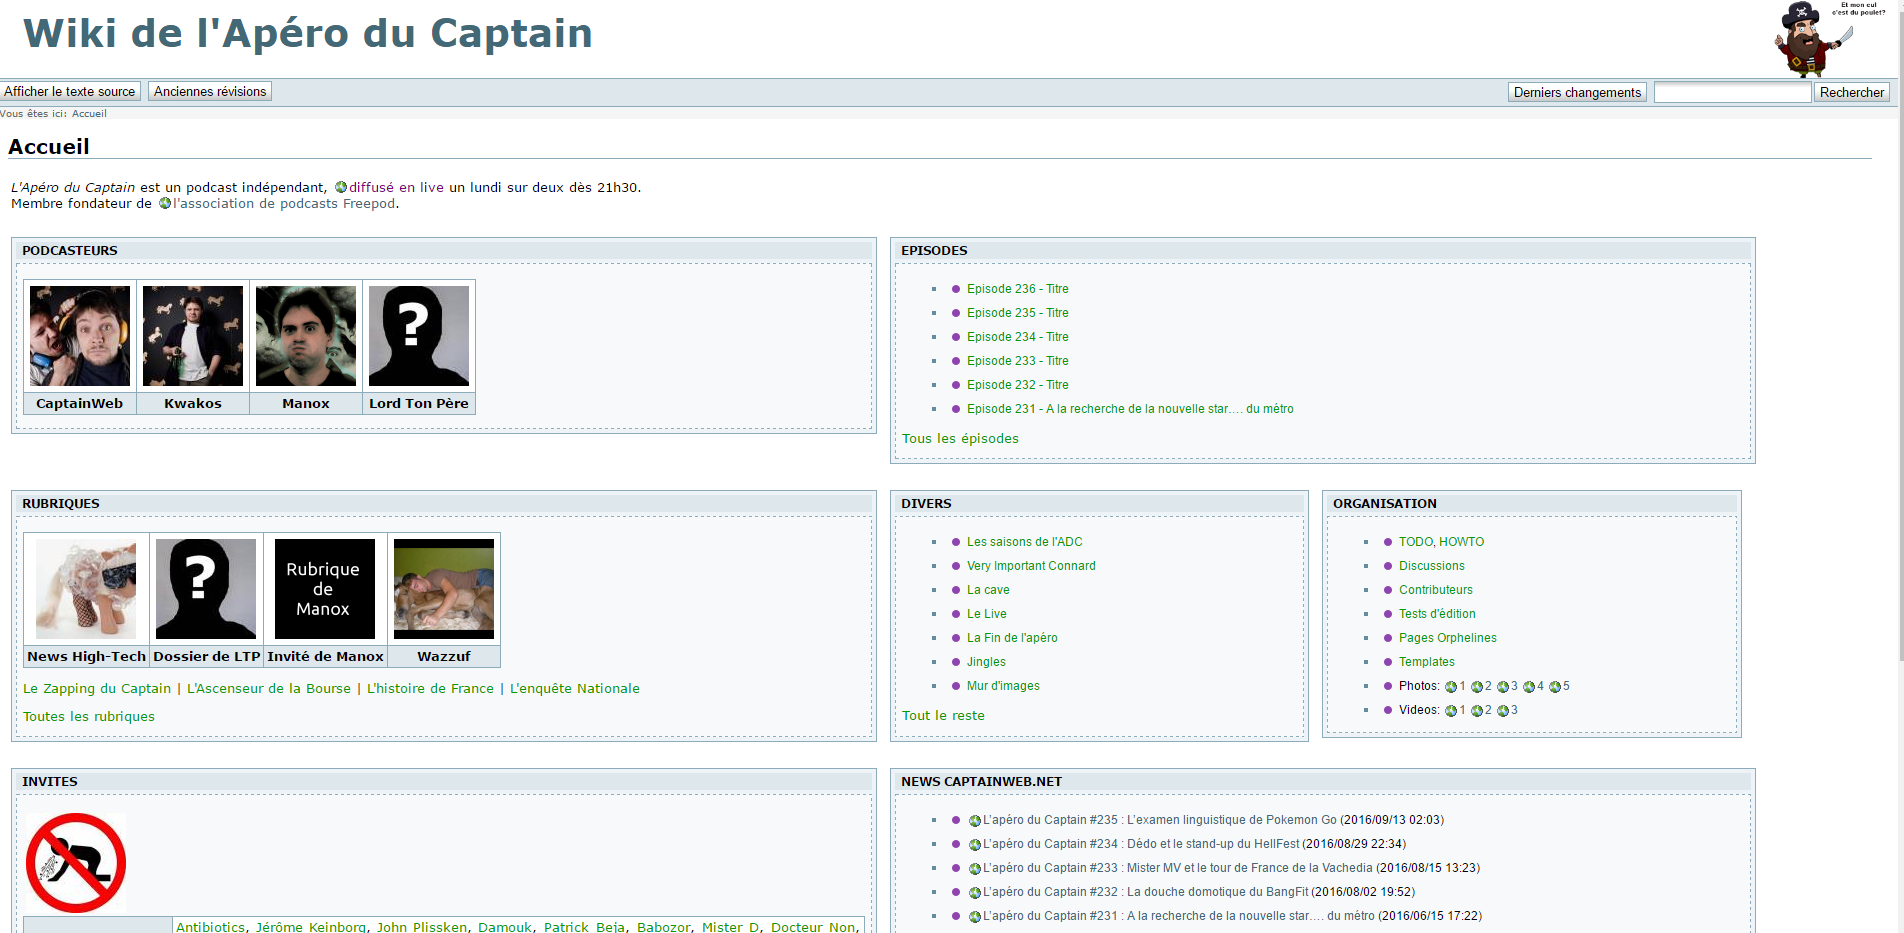 Wiki de l'Apéro du Captain
Et mon cul
c'est du poulet?
Afficher le texte source
Anciennes révisions
Derniers changements
Rechercher
Vous êtes ici: Accueil
Accueil
L'Apéro du Captain est un podcast indépendant, diffusé en live un lundi sur deux dès 21h30.
Membre fondateur de l'association de podcasts Freepod.
PODCASTEURS
?
CaptainWeb Kwakos Manox Lord Ton Père
EPISODES
Episode 236 - Titre
Episode 235 - Titre
Episode 234 - Titre
Episode 233 - Titre
Episode 232 - Titre
Episode 231 - A la recherche de la nouvelle star.... du métro
Tous les épisodes
RUBRIQUES
?
Rubrique
de
Manox
News High-Tech Dossier de LTP Invité de Manox Wazzuf
Le Zapping du Captain | L'Ascenseur de la Bourse | L'histoire de France | L'enquête Nationale
Toutes les rubriques
DIVERS
Les saisons de l'ADC
Very Important Connard
La cave
Le Live
La Fin de l'apéro
Jingles
Mur d'images
Tout le reste
ORGANISATION
TODO, HOWTO
Discussions
Contributeurs
Tests d'édition
Pages Orphelines
Templates
Photos: 1 2 3 4 5
Videos: 1 2 3
INVITES
Antibiotics, Jérôme Keinborg, John Plissken, Damouk, Patrick Beja, Babozor, Mister D, Docteur Non,
NEWS CAPTAINWEB.NET
L'apéro du Captain #235 : L'examen linguistique de Pokemon Go (2016/09/13 02:03)
L'apéro du Captain #234 : Dédo et le stand-up du HellFest (2016/08/29 22:34)
L'apéro du Captain #233 : Mister MV et le tour de France de la Vachedia (2016/08/15 13:23)
L'apéro du Captain #232 : La douche domotique du BangFit (2016/08/02 19:52)
L'apéro du Captain #231 : A la recherche de la nouvelle star.... du métro (2016/06/15 17:22)